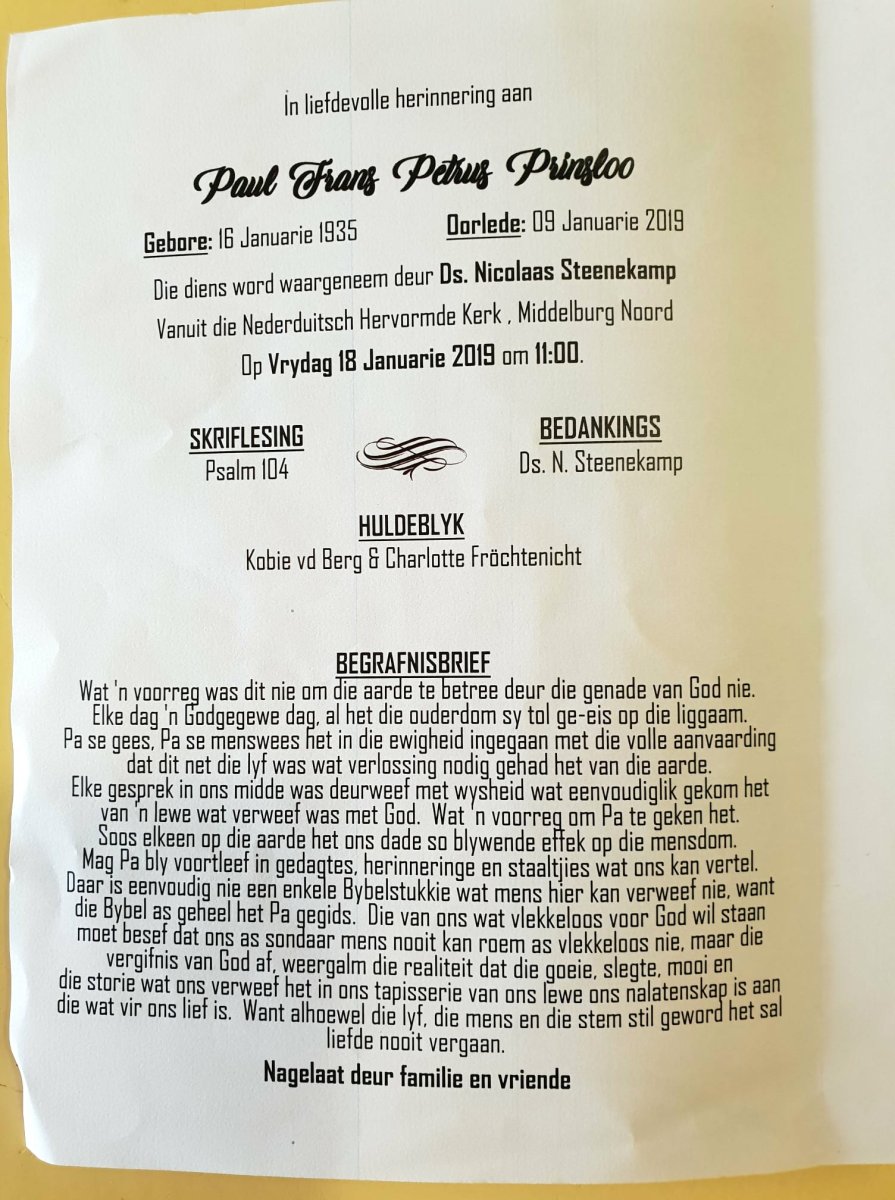 In liefdevolle herinnering aan
Paul Frans Petrus Prinsloo
Gebore: 16 Januarie 1935 Oorlede: 09 Januarie 2019
Die diens word waargeneem deur Ds. Nicolaas Steenekamp
Vanuit die Nederduitsch Hervormde Kerk , Middelburg Noord
Op Vrydag 18 Januarie 2019 om 11:00.
SKRIFLESING
Psalm 104
BEDANKINGS
Ds. N. Steenekamp
HULDEBLYK
Kobie vd Berg & Charlotte Fröchtenicht
BEGRAFNISBRIEF
Wat 'n voorreg was dit nie om die aarde te betree deur die genade van God nie.
Elke dag 'n Godgegewe dag, al het die ouderdom sy tol ge-eis op die liggaam.
Pa se gees, Pa se menswees het in die ewigheid ingegaan met die volle aanvaarding
dat dit net die lyf was wat verlossing nodig gehad het van die aarde.
Elke gesprek in ons midde was deurweef met wysheid wat eenvoudiglik gekom het
van 'n lewe wat verweef was met God. Wat 'n voorreg om Pa te geken het.
Soos elkeen op die aarde het ons dade so blywende effek op die mensdom.
Mag Pa bly voortleef in gedagtes, herinneringe en staaltjies wat ons kan vertel.
Daar is eenvoudig nie een enkele Bybelstukkie wat mens hier kan verweef nie, want
die Bybel as geheel het Pa gegids. Die van ons wat vlekkeloos voor God wil staan
moet besef dat ons as sondaar mens nooit kan roem as vlekkeloos nie, maar die
vergifnis van God af, weergalm die realiteit dat die goeie, slegte, mooi en
die storie wat ons verweef het in ons tapisserie van ons lewe ons nalatenskap is aan
die wat vir ons lief is. Want alhoewel die lyf, die mens en die stem stil geword het sal
liefde nooit vergaan.
Nagelaat deur familie en vriende